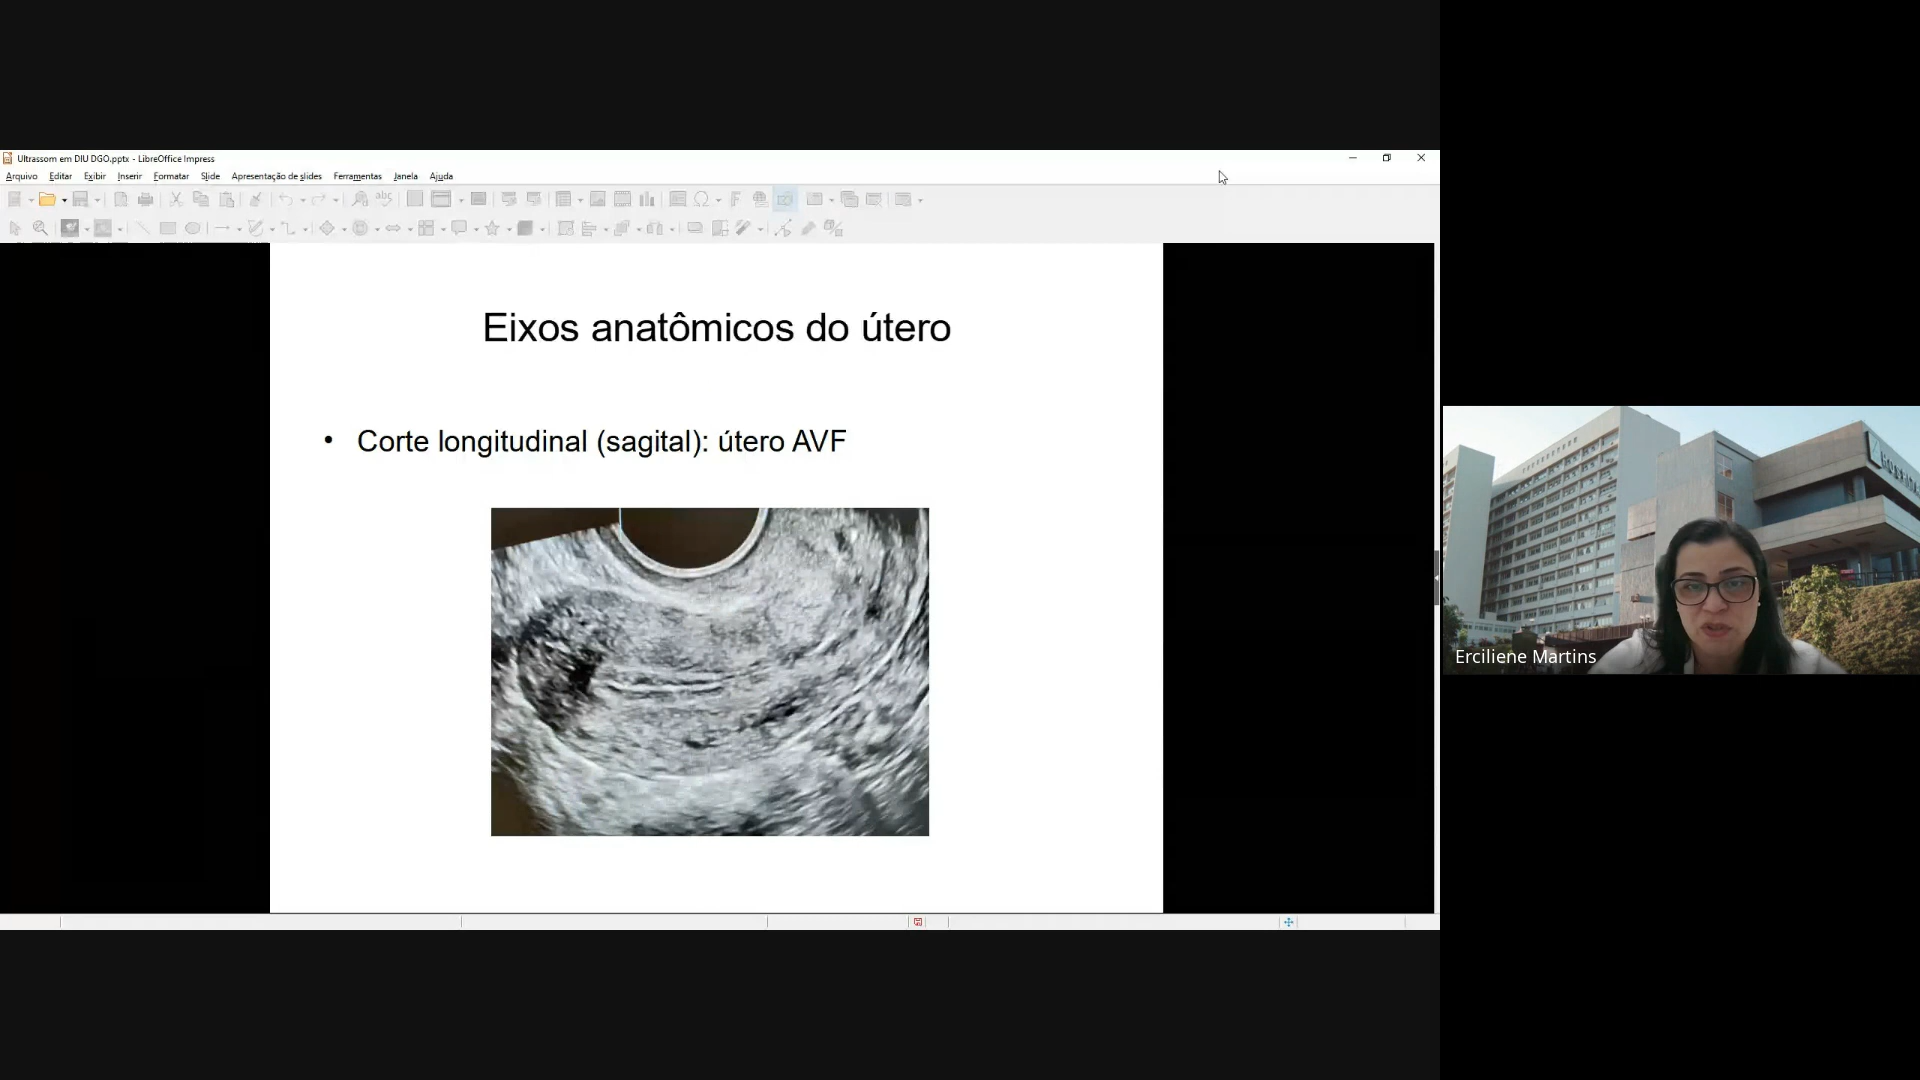 Ultrassom em DIU DGO.pptx - LibreOffice Impress
Arquivo Editar Exibir Inserir Formatar Slide Apresentação de slides Ferramentas Janela Ajuda
Eixos anatômicos do útero
• Corte longitudinal (sagital): útero AVF
Erciliene Martins